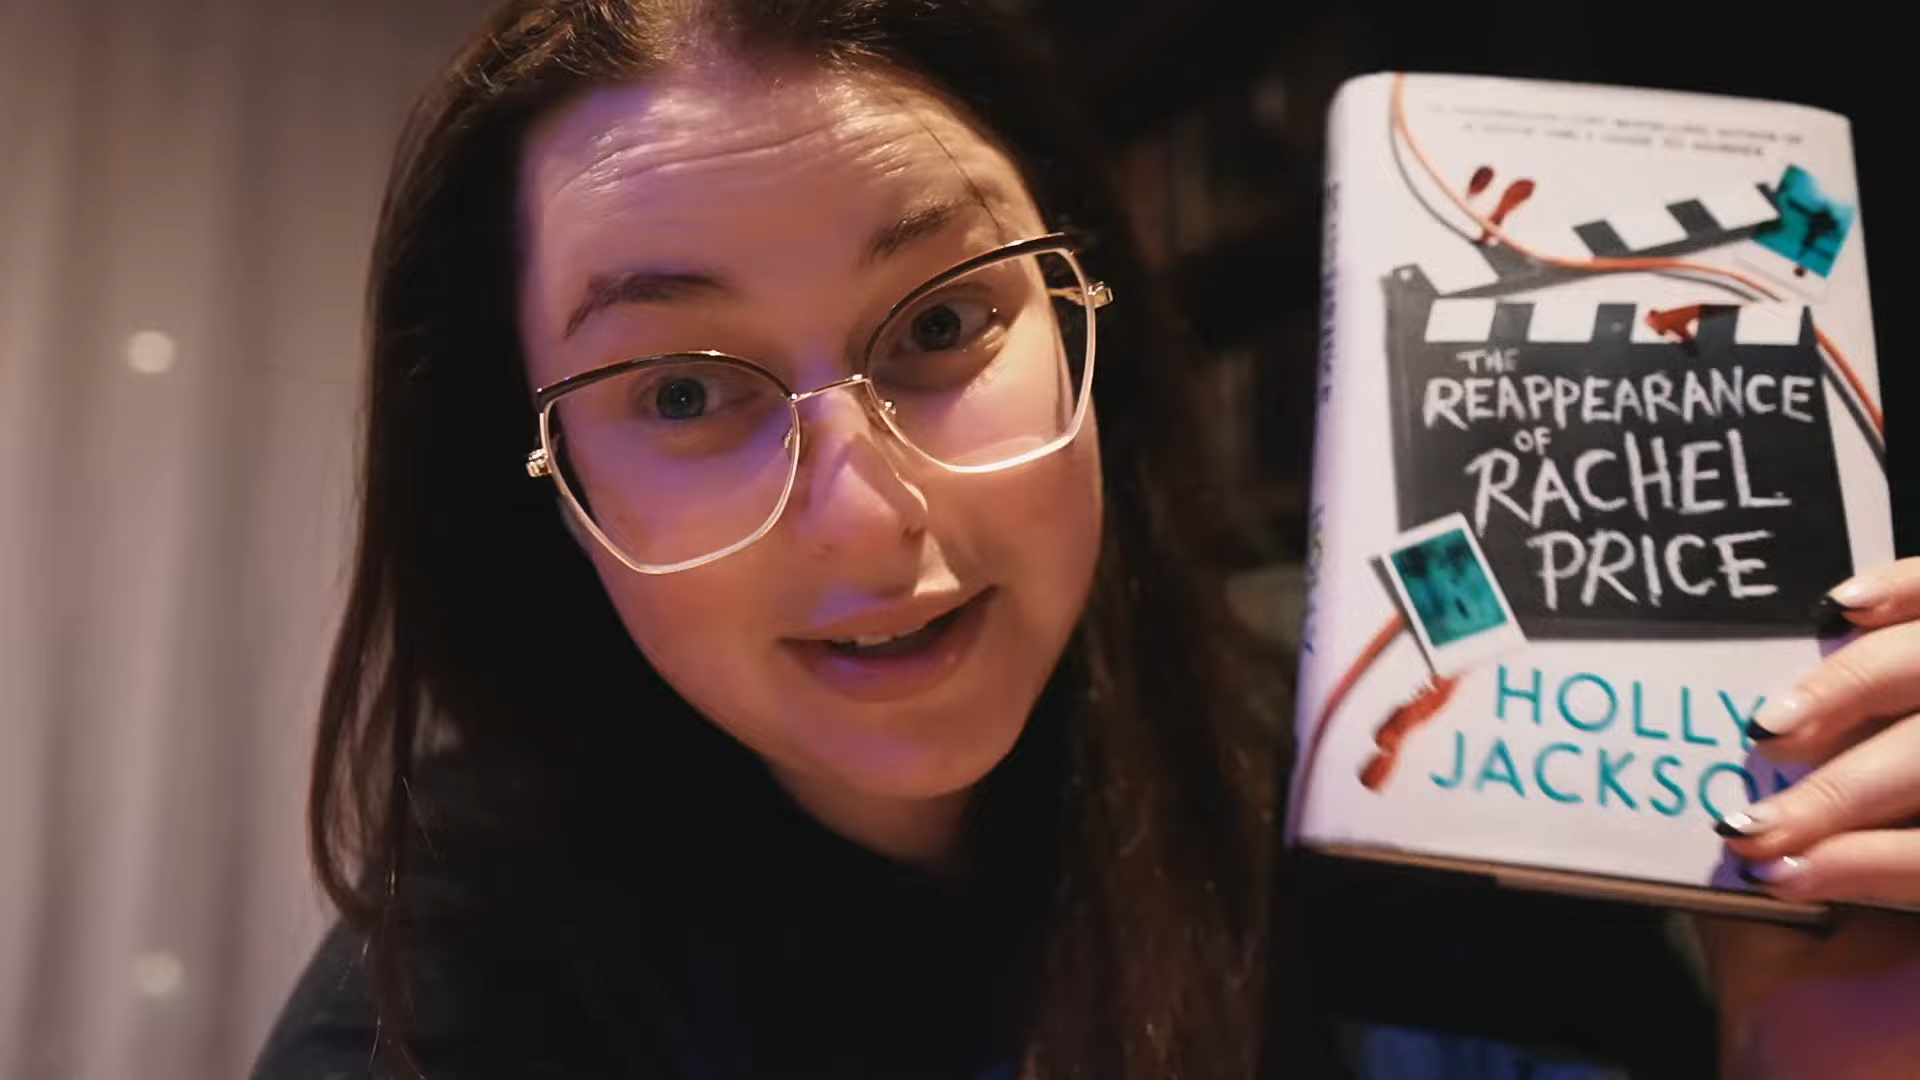 THE
REAPPEARANCE
OF
RACHEL
PRICE
HOLLY
JACKSON